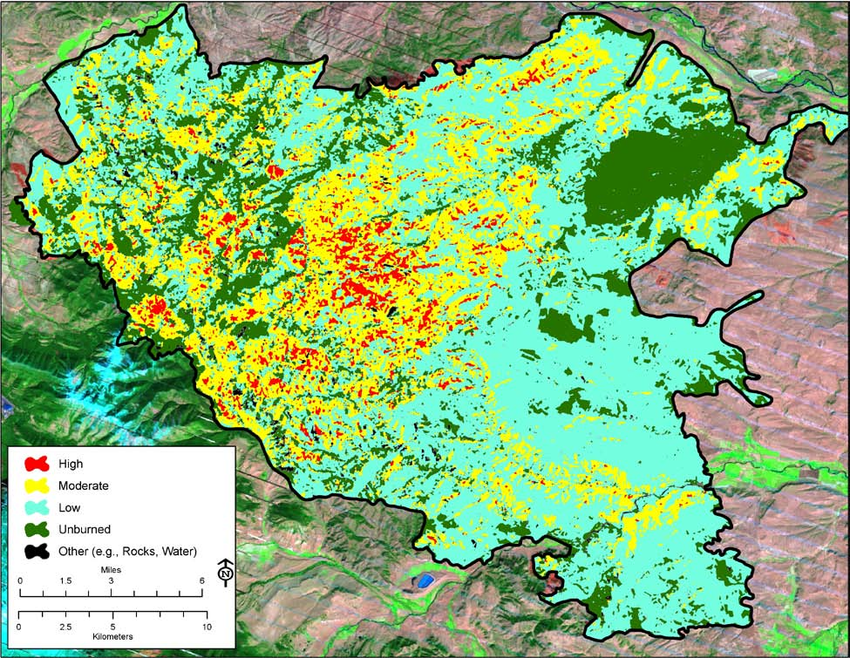 High
Moderate
Low
Unburned
Other (e.g., Rocks, Water)
Miles
0 1.5 3 6
N
0 2.5 5 10
Kilometers